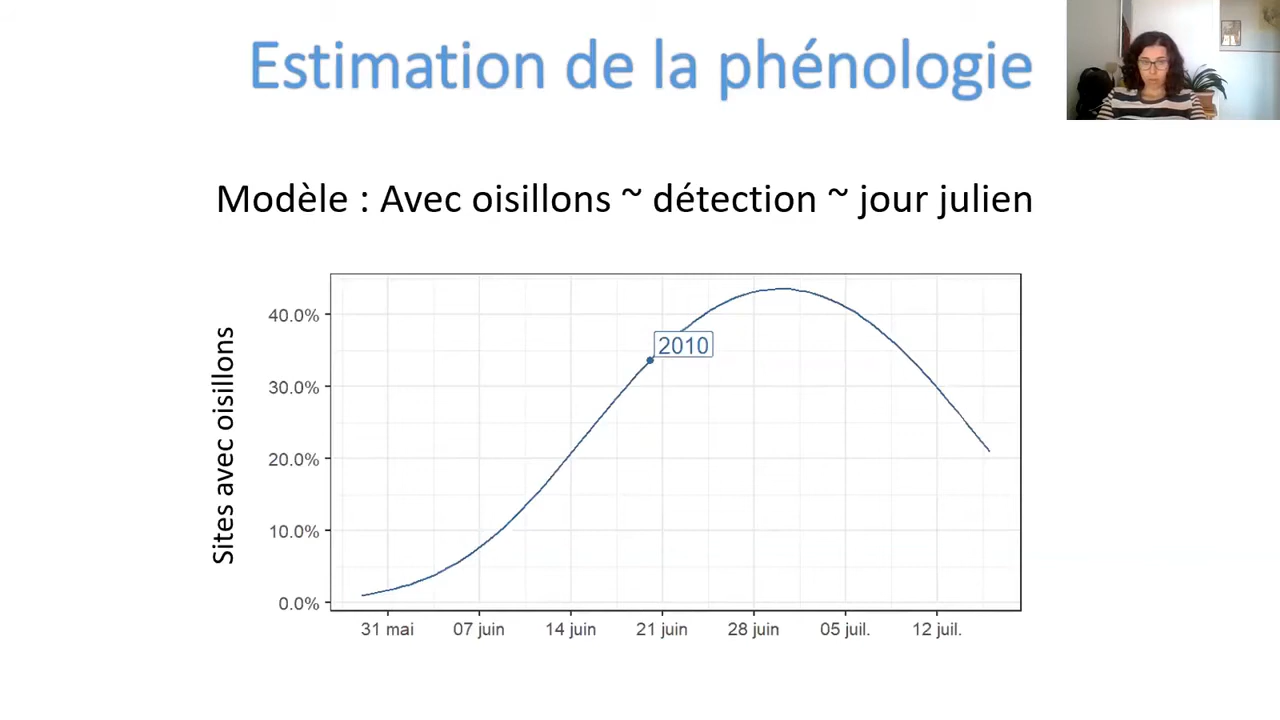 Estimation de la phénologie
Modèle : Avec oisillons ~ détection ~ jour julien
Sites avec oisillons
40.0%
30.0%
20.0%
10.0%
0.0%
2010
31 mai
07 juin
14 juin
21 juin
28 juin
05 juil.
12 juil.